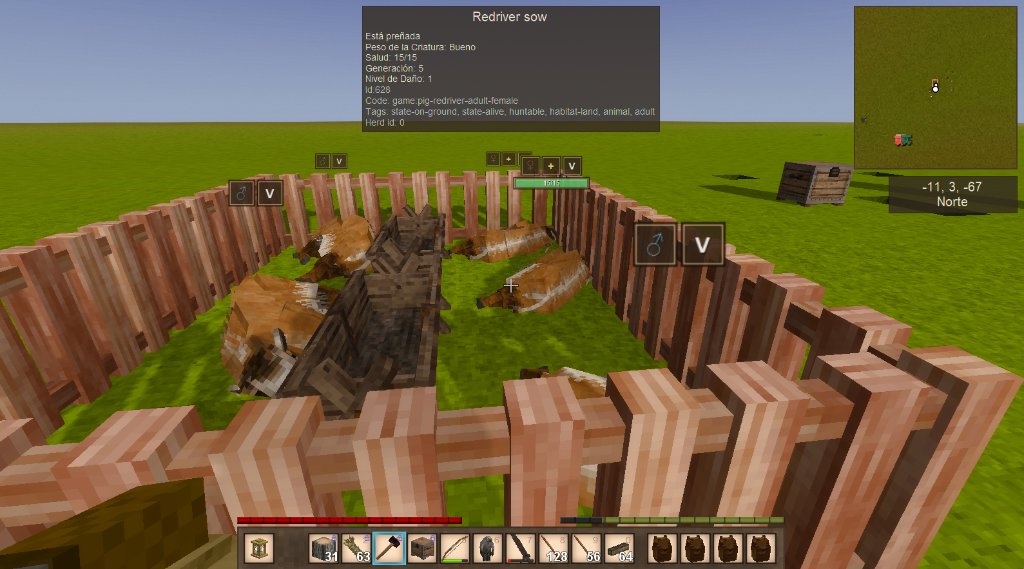 Redriver sow
Está preñada
Peso de la Criatura: Bueno
Salud: 15/15
Generación: 5
Nivel de Daño: 1
Id:628
Code: game:pig-redriver-adult-female
Tags: state-on-ground, state-alive, huntable, habitat-land, animal, adult
Herd id: 0
V
+
+ V
15/15
V
V
-11, 3, -67
Norte
31
63
128
56
64